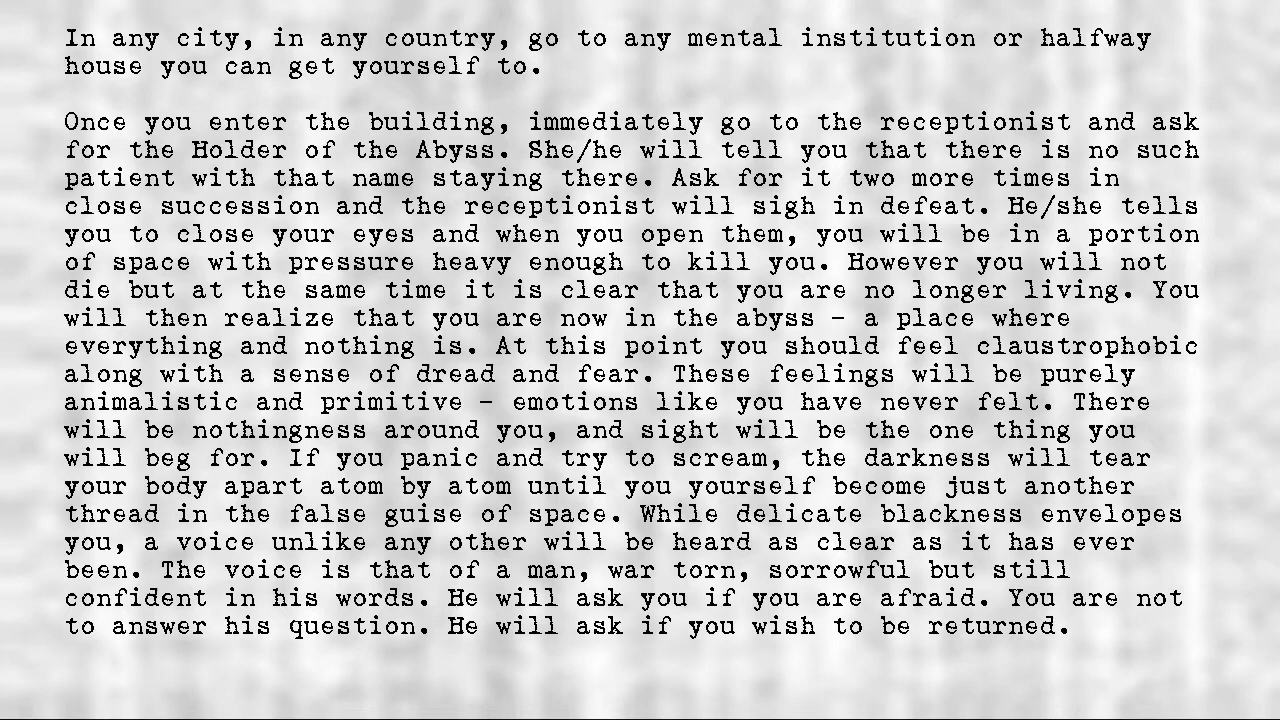 In any city, in any country, go to any mental institution or halfway
house you can get yourself to.
Once you enter the building, immediately go to the receptionist and ask
for the Holder of the Abyss. She/he will tell you that there is no such
patient with that name staying there. Ask for it two more times in
close succession and the receptionist will sigh in defeat. He/she tells
you to close your eyes and when you open them, you will be in a portion
of space with pressure heavy enough to kill you. However you will not
die but at the same time it is clear that you are no longer living. You
will then realize that you are now in the abyss - a place where
everything and nothing is. At this point you should feel claustrophobic
along with a sense of dread and fear. These feelings will be purely
animalistic and primitive - emotions like you have never felt. There
will be nothingness around you, and sight will be the one thing you
will beg for. If you panic and try to scream, the darkness will tear
your body apart atom by atom until you yourself become just another
thread in the false guise of space. While delicate blackness envelopes
you, a voice unlike any other will be heard as clear as it has ever
been. The voice is that of a man, war torn, sorrowful but still
confident in his words. He will ask you if you are afraid. You are not
to answer his question. He will ask if you wish to be returned.